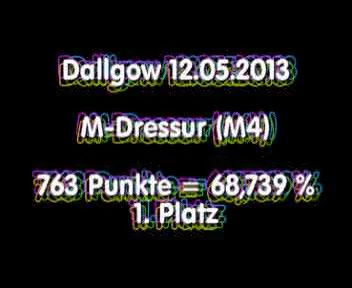 Dallgow 12.05.2013
M-Dressur (M4)
763 Punkte = 68,739 %
1. Platz